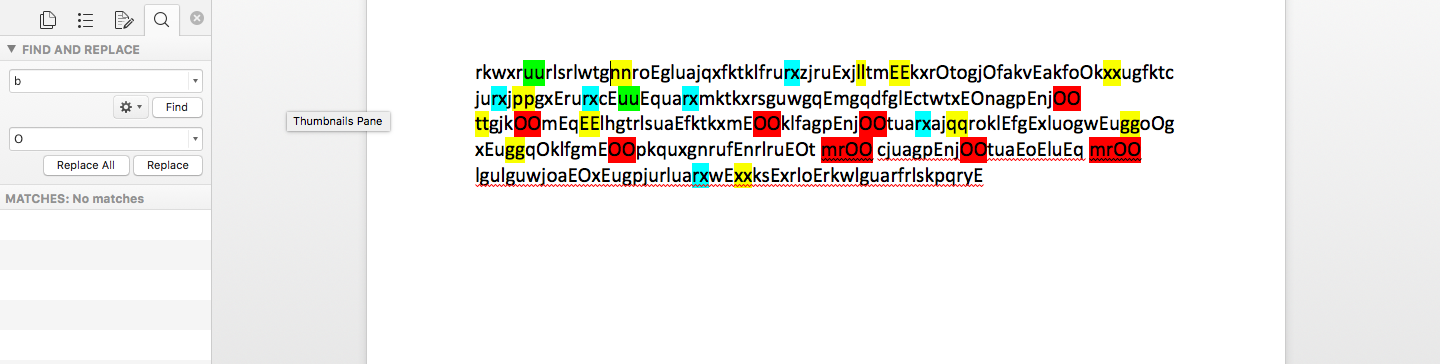 FIND AND REPLACE
b
Find
O
Replace All Replace
MATCHES: No matches
Thumbnails Pane
rkwxruurlsrlwtgnnroEgluajqxfktklfrurxzjruExjlltmEEkxrOtogjOfakvEakfoOkxxugfktc
jurxjppgxErurxcEuuEquarxmktkxrsguwgqEmgqdfglEctwtxEOnagpEnjOO
ttgjkOOmEqEElhgtrlsuaEfktkxmEOOklfagpEnjOOtuarxajqqroklEfgExluogwEuggoOg
xEuggqOklfgmEOOpkquxgnrufEnrlruEOt mrOO cjuagpEnjOOtuaEoEluEq mrOO
lgulguwjoaEOxEugpjurluarxwExxksExrloErkwlguarfrlskpqryE